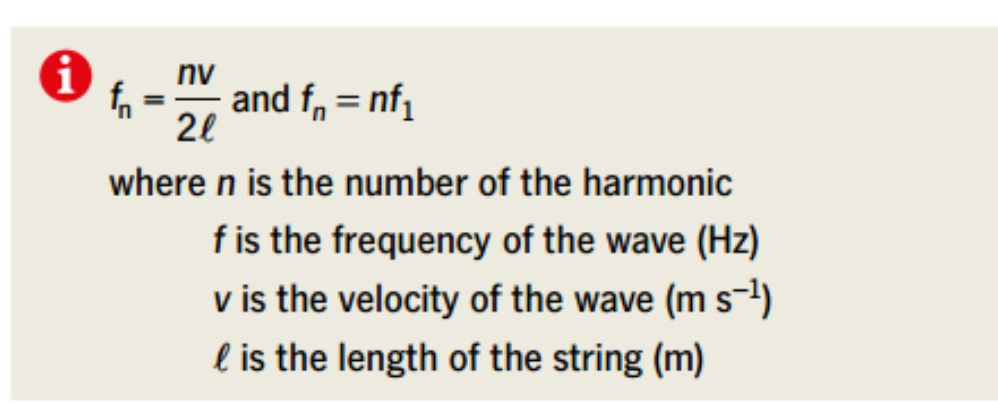 i fₙ = nv/2ℓ and fₙ = nf₁
where n is the number of the harmonic
f is the frequency of the wave (Hz)
v is the velocity of the wave (m s⁻¹)
ℓ is the length of the string (m)